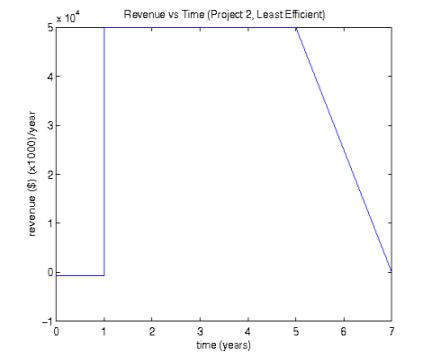 Revenue vs Time (Project 2, Least Efficient)
x 10^4
5
4
3
2
1
0
-1
revenue ($) (x1000)/year
0 1 2 3 4 5 6 7
time (years)